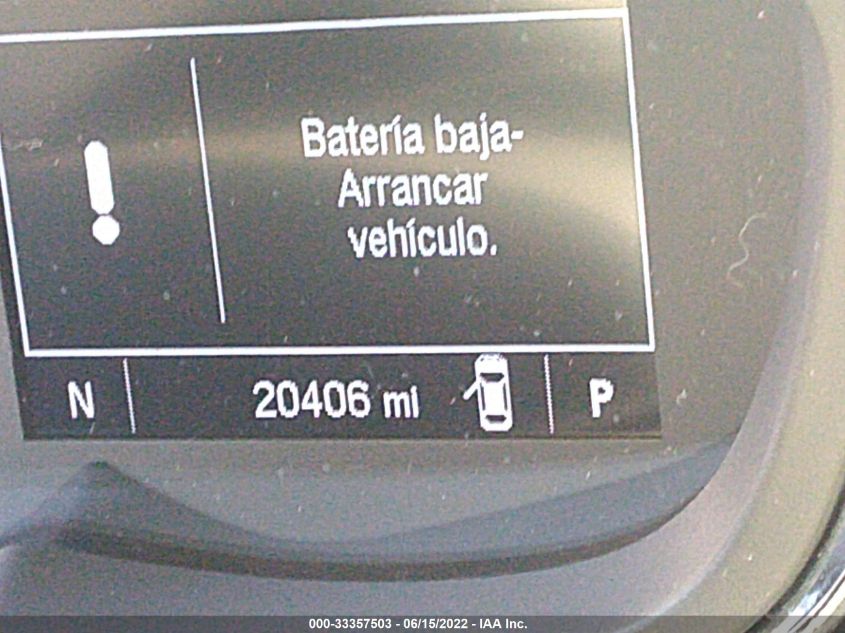 Batería baja-
Arrancar
vehículo.
N 20406 mi P
000-33357503 - 06/15/2022 - IAA Inc.